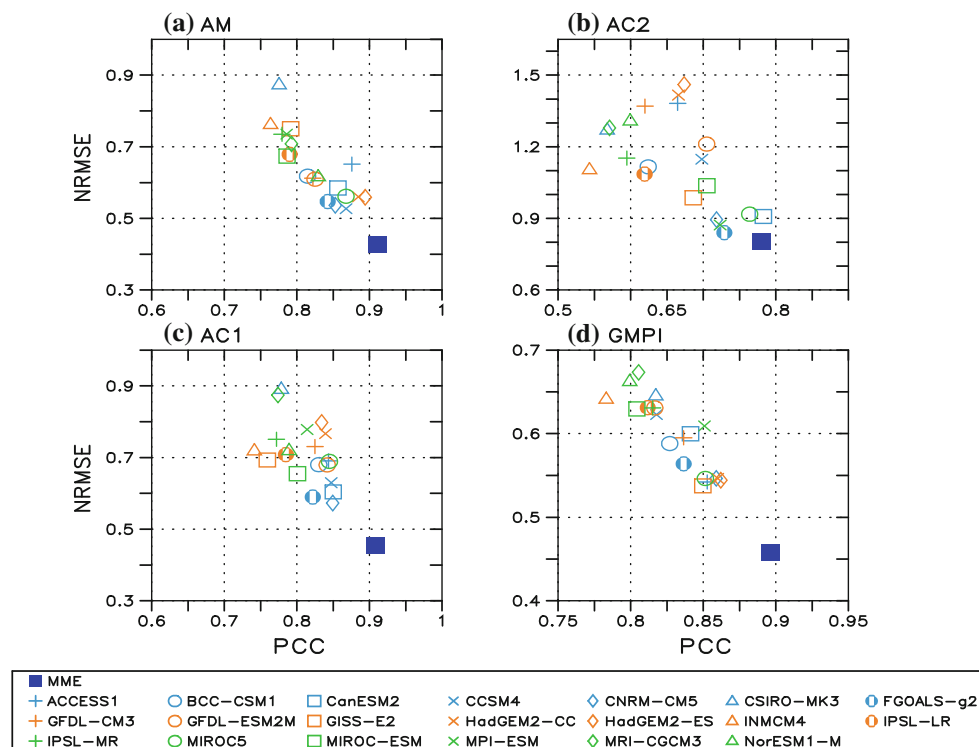 (a) AM
(b) AC2
NRMSE
0.9
0.7
0.5
0.3
0.6 0.7 0.8 0.9 1
1.5
1.2
0.9
0.6
0.5 0.65 0.8 0.95
(c) AC1
(d) GMPI
NRMSE
0.9
0.7
0.5
0.3
0.6 0.7 0.8 0.9 1
PCC
0.7
0.6
0.5
0.4
0.75 0.8 0.85 0.9 0.95
PCC
MME
ACCESS1 BCC-CSM1 CanESM2 CCSM4 CNRM-CM5 CSIRO-MK3 FGOALS-g2
GFDL-CM3 GFDL-ESM2M GISS-E2 HadGEM2-CC HadGEM2-ES INMCM4 IPSL-LR
IPSL-MR MIROC5 MIROC-ESM MPI-ESM MRI-CGCM3 NorESM1-M